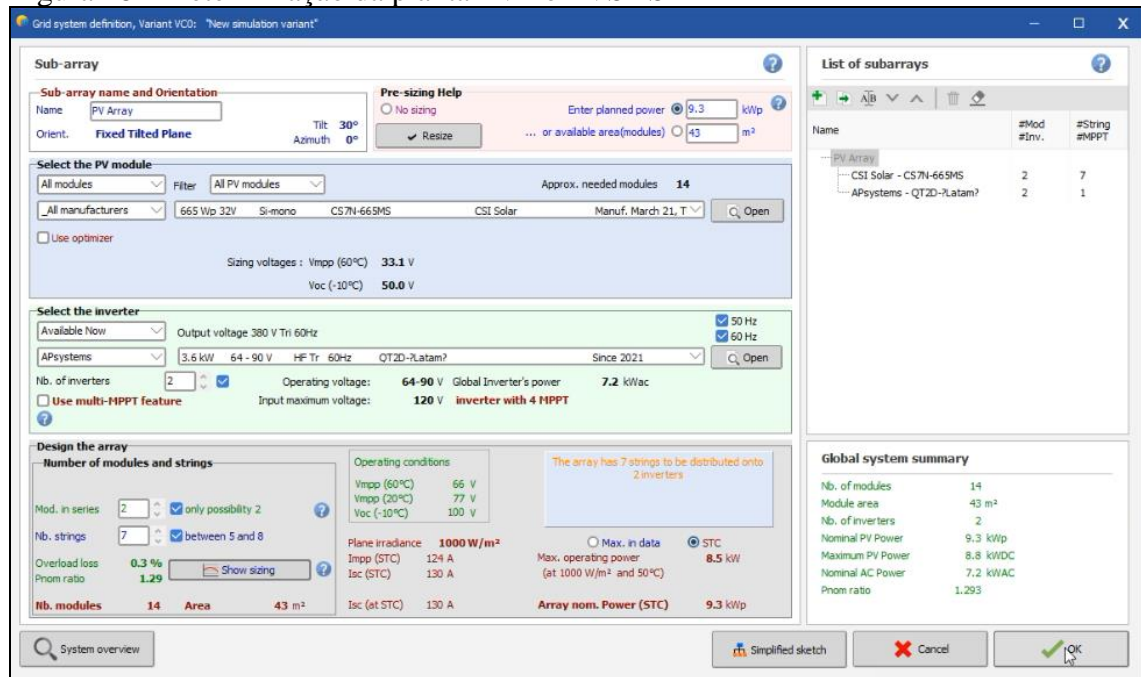 Grid system definition, Variant VC0: "New simulation variant"
Sub-array
Sub-array name and Orientation
Name PV Array
Orient. Fixed Tilted Plane
Tilt 30°
Azimuth 0°
Pre-sizing Help
No sizing
Enter planned power 9.3 kWp
Resize
... or available area(modules) 43 m²
Select the PV module
All modules Filter All PV modules
Approx. needed modules 14
_All manufacturers 665 Wp 32V Si-mono CS7N-665MS CSI Solar Manuf. March 21, T Open
Use optimizer
Sizing voltages : Vmpp (60°C) 33.1 V
Voc (-10°C) 50.0 V
Select the inverter
Available Now Output voltage 380 V Tri 60Hz
50 Hz
60 Hz
APsystems 3.6 kW 64 - 90 V HF Tr 60Hz QT2D-?Latam? Since 2021 Open
Nb. of inverters 2 Operating voltage: 64-90 V Global Inverter's power 7.2 kWac
Use multi-MPPT feature Input maximum voltage: 120 V inverter with 4 MPPT
Design the array
Number of modules and strings
Mod. in series 2 only possibility 2
Nb. strings 7 between 5 and 8
Overload loss 0.3 %
Pnom ratio 1.29
Show sizing
Nb. modules 14 Area 43 m²
Operating conditions
Vmpp (60°C) 66 V
Vmpp (20°C) 77 V
Voc (-10°C) 100 V
Plane irradiance 1000 W/m²
Impp (STC) 124 A
Isc (STC) 130 A
Isc (at STC) 130 A
The array has 7 strings to be distributed onto
2 inverters
Max. in data STC
Max. operating power 8.5 kW
(at 1000 W/m² and 50°C)
Array nom. Power (STC) 9.3 kWp
List of subarrays
Name #Mod #String
#Inv. #MPPT
PV Array
CSI Solar - CS7N-665MS 2 7
APsystems - QT2D-?Latam? 2 1
Global system summary
Nb. of modules 14
Module area 43 m²
Nb. of inverters 2
Nominal PV Power 9.3 kWp
Maximum PV Power 8.8 kWDC
Nominal AC Power 7.2 kWAC
Pnom ratio 1.293
System overview
Simplified sketch
Cancel
OK